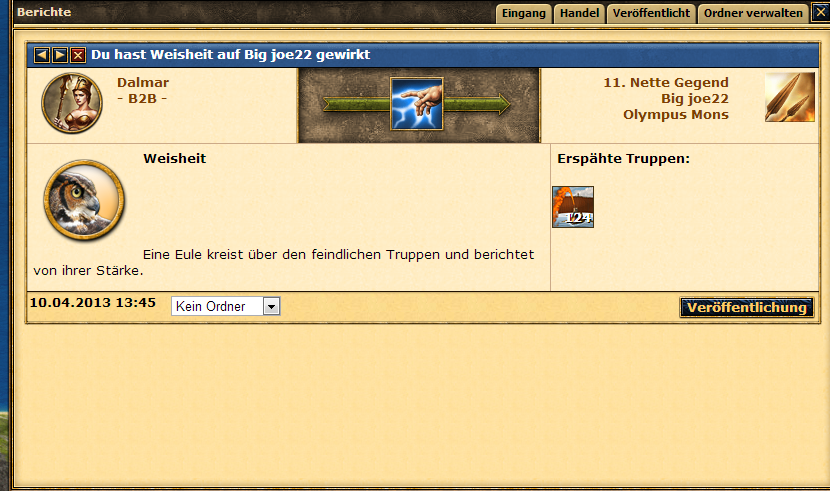 Berichte
Eingang
Handel
Veröffentlicht
Ordner verwalten
Du hast Weisheit auf Big joe22 gewirkt
Dalmar
- B2B -
11. Nette Gegend
Big joe22
Olympus Mons
Weisheit
Erspähte Truppen:
124
Eine Eule kreist über den feindlichen Truppen und berichtet
von ihrer Stärke.
10.04.2013 13:45
Kein Ordner
Veröffentlichung